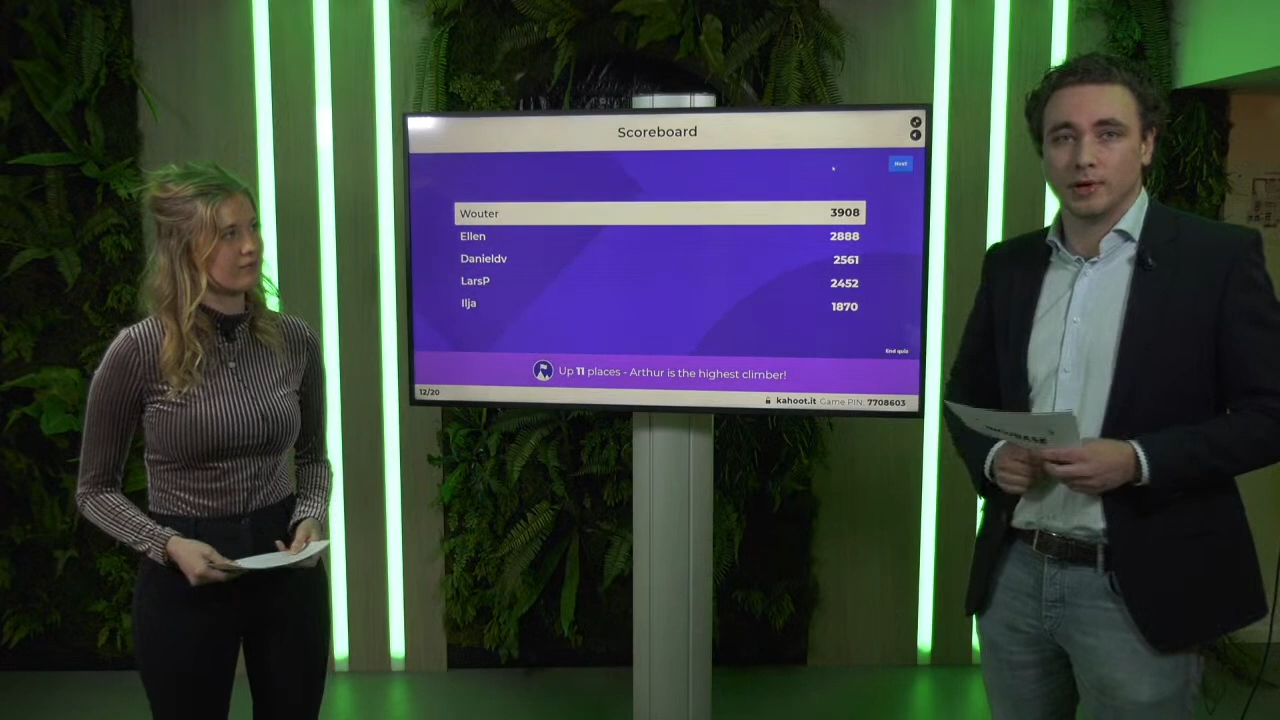 Scoreboard
Next
Wouter 3908
Ellen 2888
Danieldv 2561
LarsP 2452
Ilja 1870
End quiz
Up 11 places - Arthur is the highest climber!
12/20
kahoot.it Game PIN: 7708603